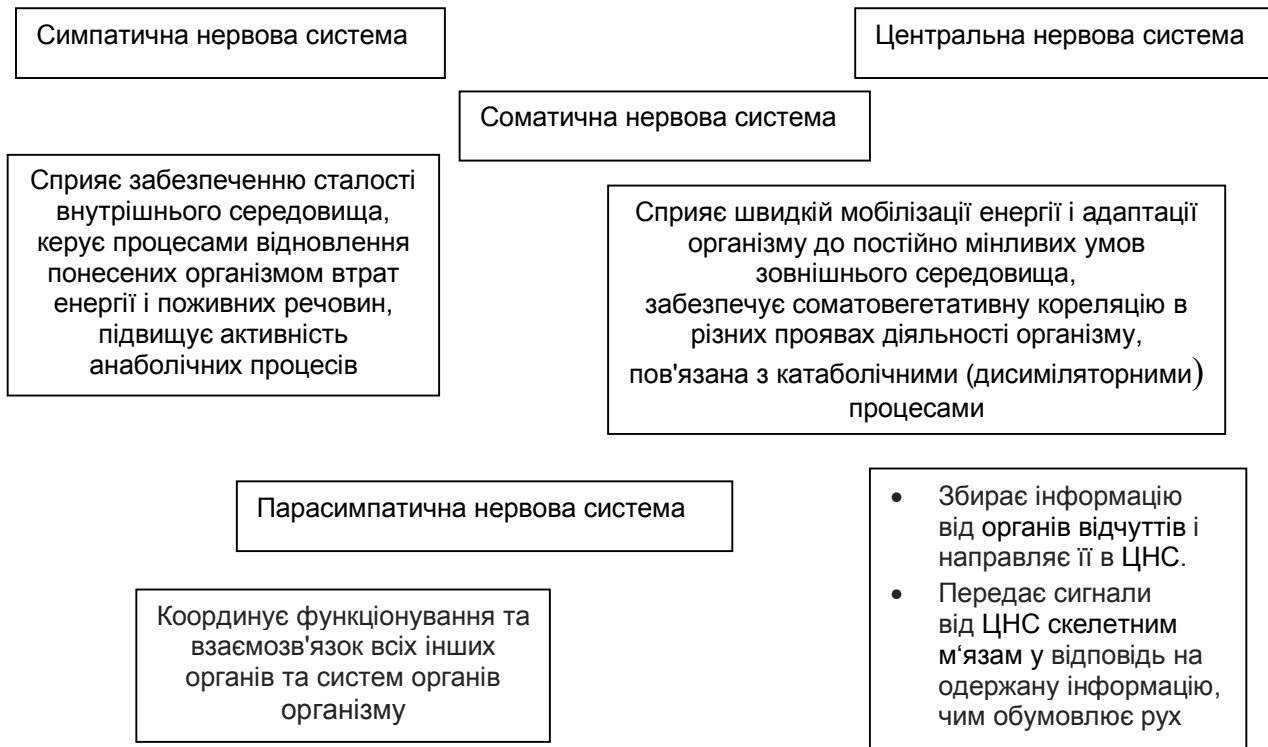 Симпатична нервова система
Центральна нервова система
Соматична нервова система
Сприяє забезпеченню сталості
внутрішнього середовища,
керує процесами відновлення
понесених організмом втрат
енергії і поживних речовин,
підвищує активність
анаболічних процесів
Сприяє швидкій мобілізації енергії і адаптації
організму до постійно мінливих умов
зовнішнього середовища,
забезпечує соматовегетативну кореляцію в
різних проявах діяльності організму,
пов'язана з катаболічними (дисиміляторними)
процесами
Парасимпатична нервова система
Координує функціонування та
взаємозв'язок всіх інших
органів та систем органів
організму
• Збирає інформацію
від органів відчуттів і
направляє її в ЦНС.
• Передає сигнали
від ЦНС скелетним
м‘язам у відповідь на
одержану інформацію,
чим обумовлює рух